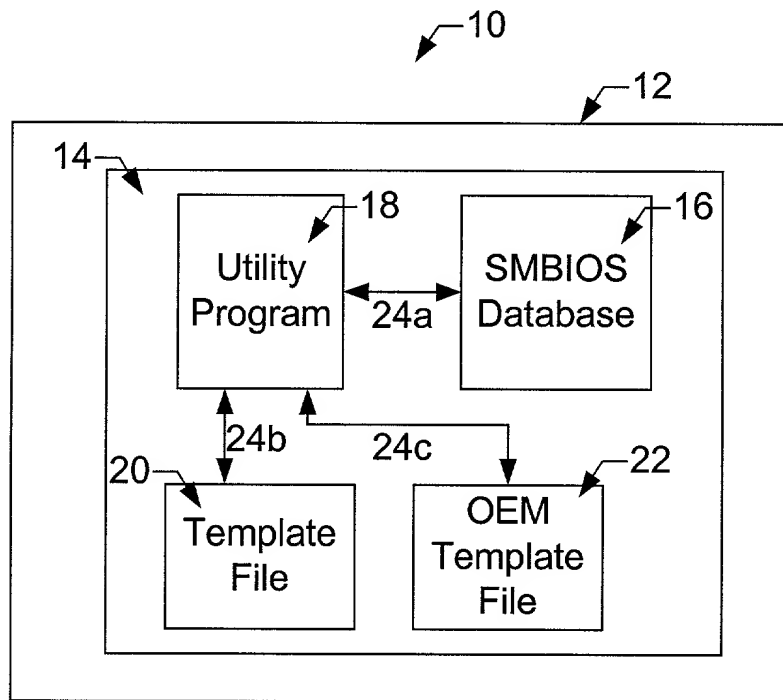 10
12
14
18
16
Utility
Program
SMBIOS
Database
24a
24b
24c
20
22
Template
File
OEM
Template
File